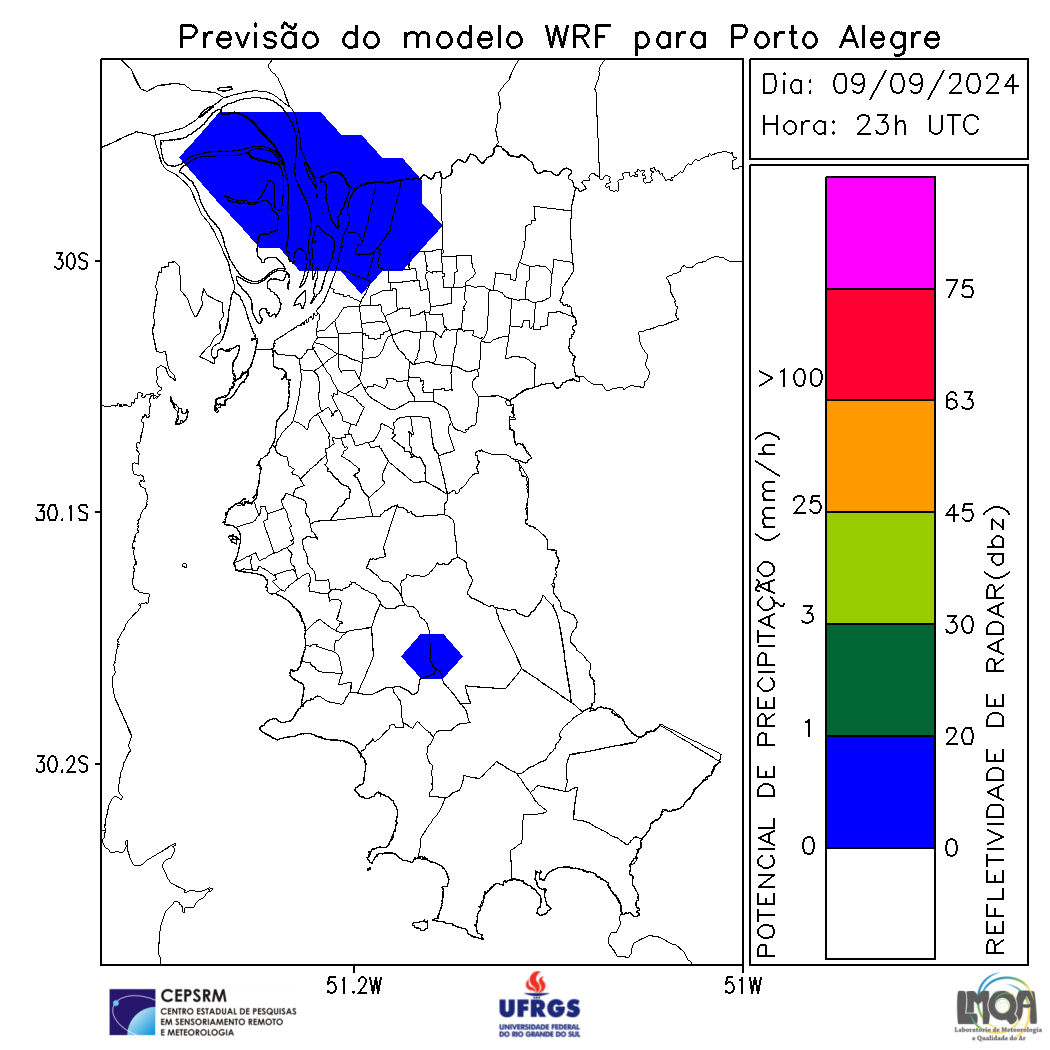 Previsão do modelo WRF para Porto Alegre
Dia: 09/09/2024
Hora: 23h UTC
30S
30.1S
30.2S
51.2W
51W
POTENCIAL DE PRECIPITAÇÃO (mm/h)
>100
25
3
1
0
75
63
45
30
20
0
REFLETIVIDADE DE RADAR(dbz)
CEPSRM
CENTRO ESTADUAL DE PESQUISAS
EM SENSORIAMENTO REMOTO
E METEOROLOGIA
UFRGS
UNIVERSIDADE FEDERAL
DO RIO GRANDE DO SUL
LMQA
Laboratório de Meteorologia
e Qualidade do Ar